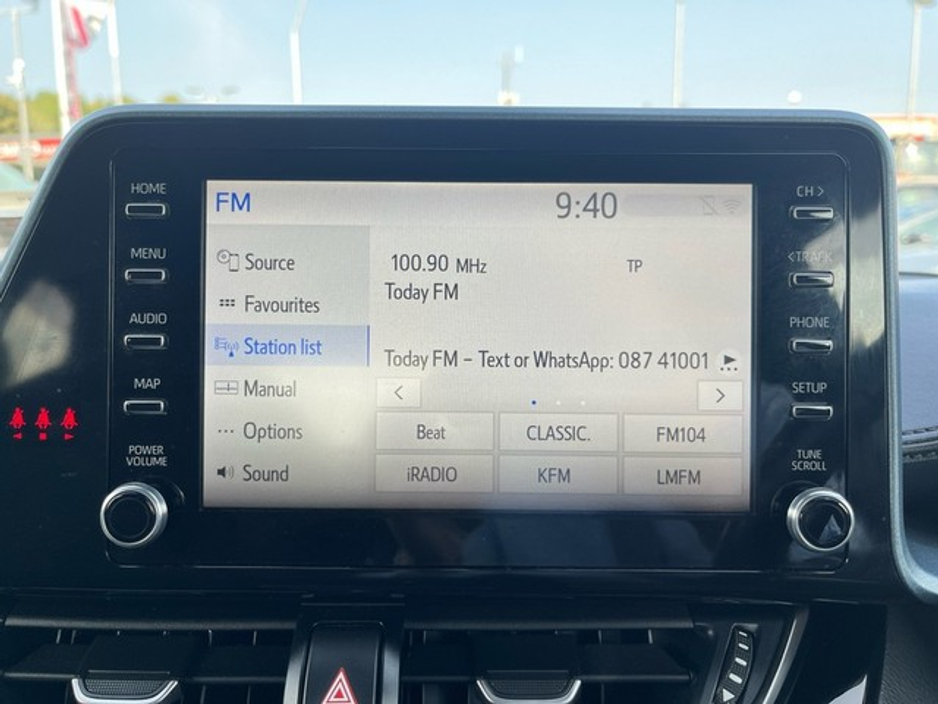 HOME
MENU
AUDIO
MAP
POWER
VOLUME
FM
9:40
Source
Favourites
Station list
Manual
Options
Sound
100.90 MHz
TP
Today FM
Today FM – Text or WhatsApp: 087 41001
Beat
CLASSIC.
FM104
iRADIO
KFM
LMFM
CH >
< TRACK
PHONE
SETUP
TUNE
SCROLL